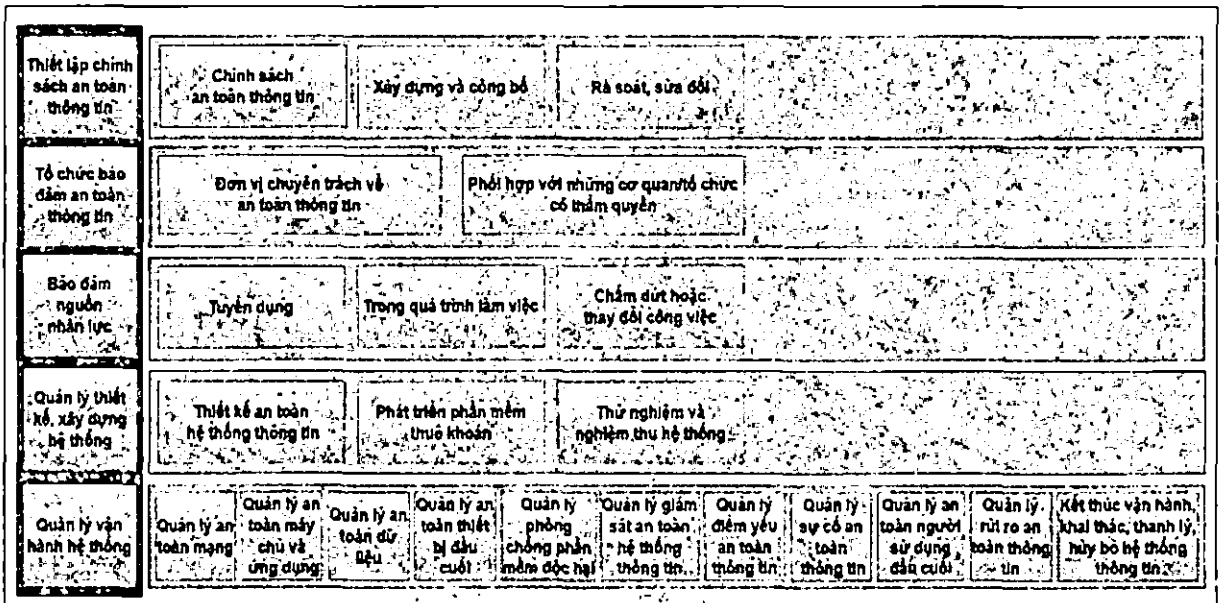 Thiết lập chính
sách an toàn
thông tin
Chính sách
an toàn thông tin
Xây dựng và công bố
Rà soát, sửa đổi
Tổ chức bảo
đảm an toàn
thông tin
Đơn vị chuyên trách về
an toàn thông tin
Phối hợp với những cơ quan/tổ chức
có thẩm quyền
Bảo đảm
nguồn
nhân lực
Tuyển dụng
Trong quá trình làm việc
Chấm dứt hoặc
thay đổi công việc
Quản lý thiết
kế, xây dựng
hệ thống
Thiết kế an toàn
hệ thống thông tin
Phát triển phần mềm
thuê khoán
Thử nghiệm và
nghiệm thu hệ thống
Quản lý vận
hành hệ thống
Quản lý an
toàn mạng
Quản lý an
toàn máy
chủ và
ứng dụng
Quản lý an
toàn dữ
liệu
Quản lý an
toàn thiết
bị đầu
cuối
Quản lý
phòng
chống phần
mềm độc hại
Quản lý giám
sát an toàn
hệ thống
thông tin
Quản lý
điểm yếu
an toàn
thông tin
Quản lý
sự cố an
toàn
thông tin
Quản lý an
toàn người
sử dụng
đầu cuối
Quản lý
rủi ro an
toàn thông
tin
Kết thúc vận hành,
khai thác, thanh lý,
hủy bỏ hệ thống
thông tin